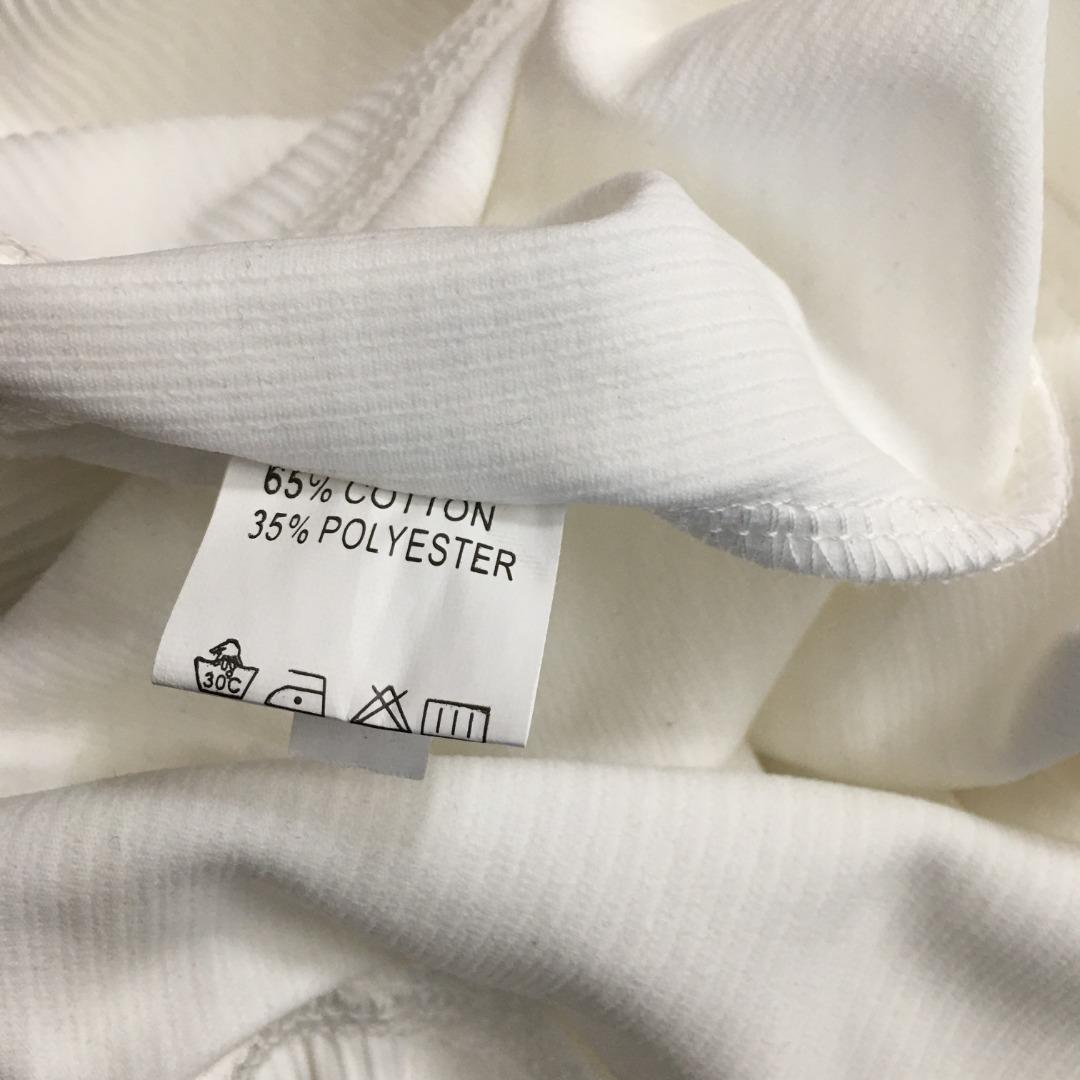 65% COTTON
35% POLYESTER
30C